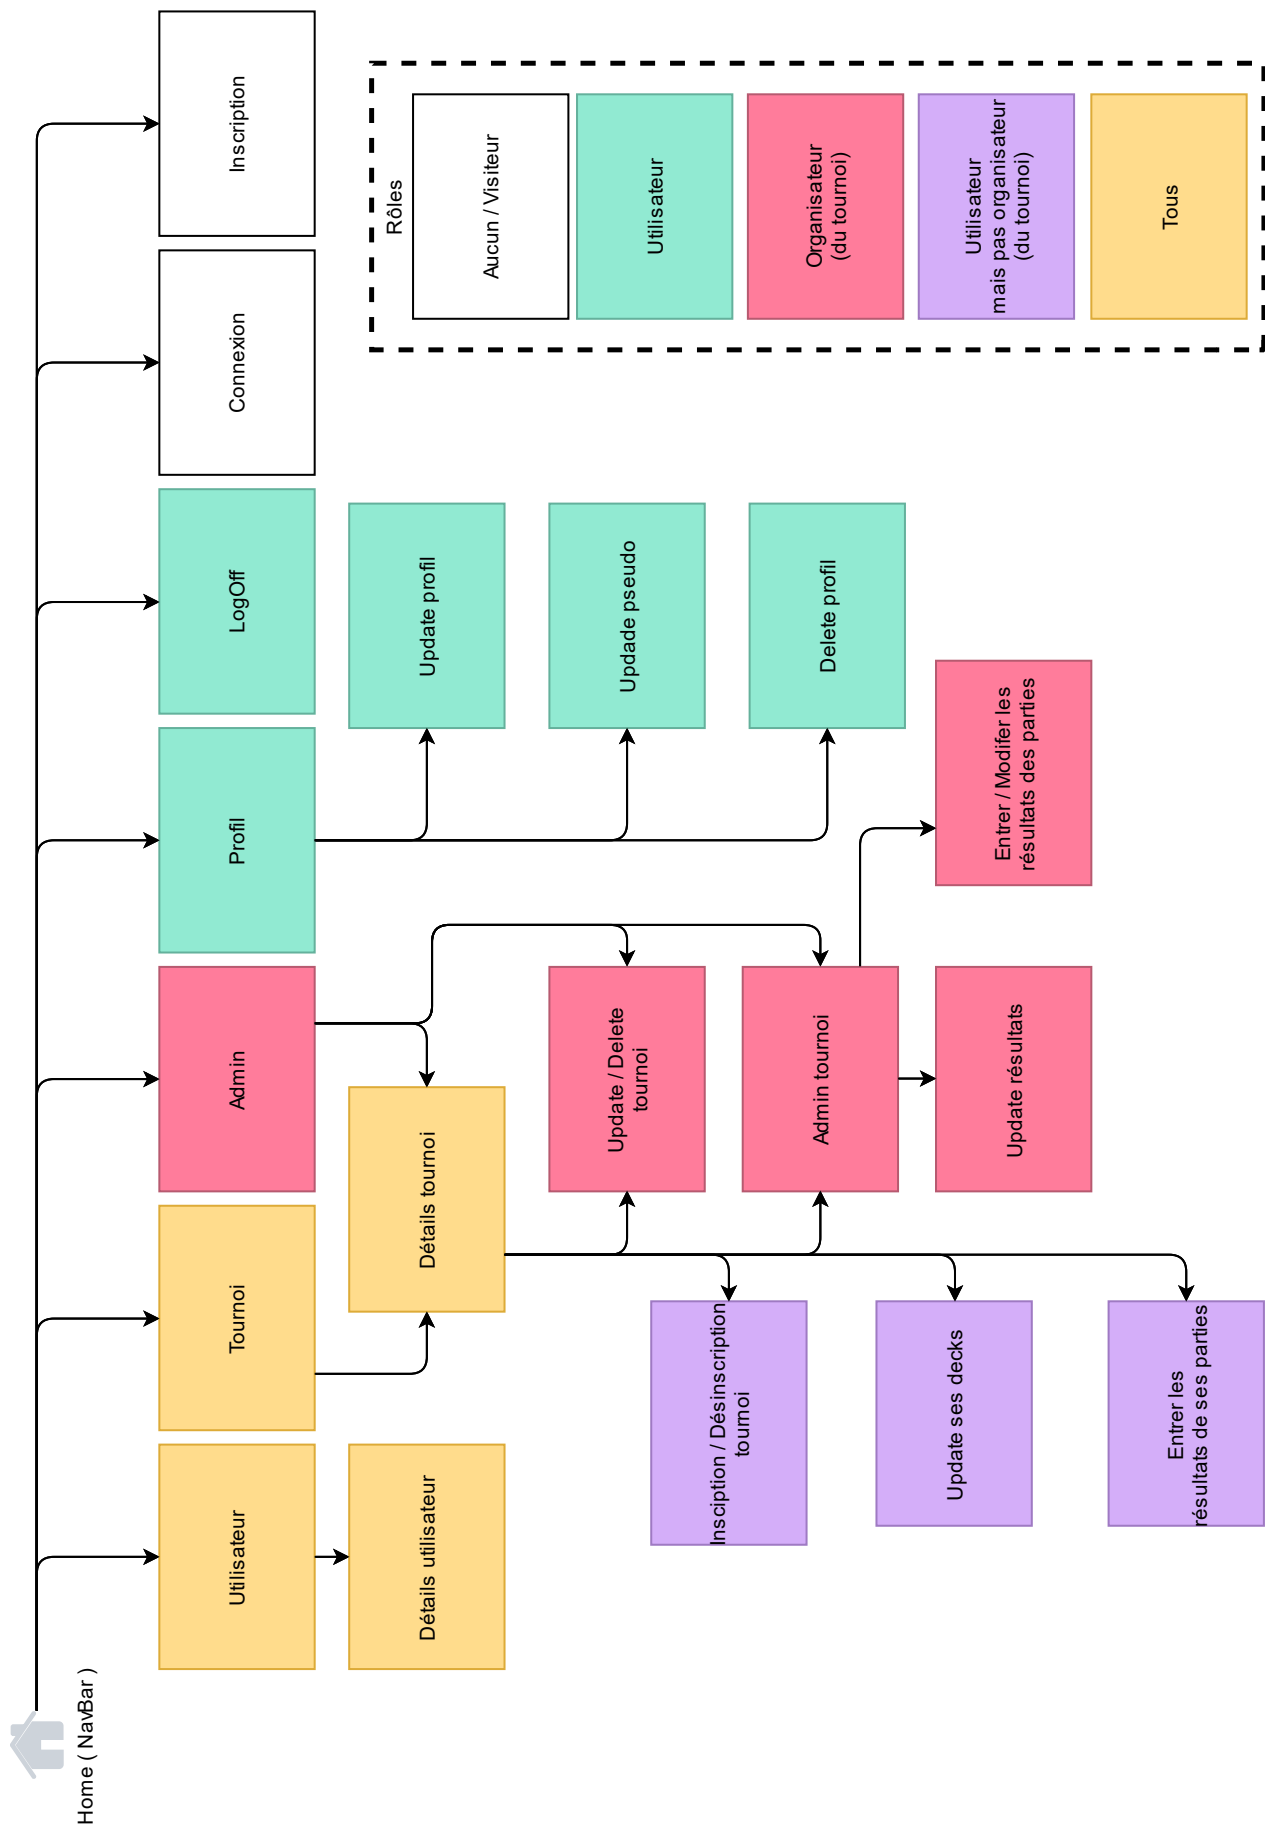 Home ( NavBar )
Utilisateur
Tournoi
Admin
Profil
LogOff
Connexion
Inscription
Détails utilisateur
Détails tournoi
Update profil
Updade pseudo
Delete profil
Update / Delete
tournoi
Admin tournoi
Update résultats
Entrer / Modifer les
résultats des parties
Insciption / Désinscription
tournoi
Update ses decks
Entrer les
résultats de ses parties
Rôles
Aucun / Visiteur
Utilisateur
Organisateur
(du tournoi)
Utilisateur
mais pas organisateur
(du tournoi)
Tous